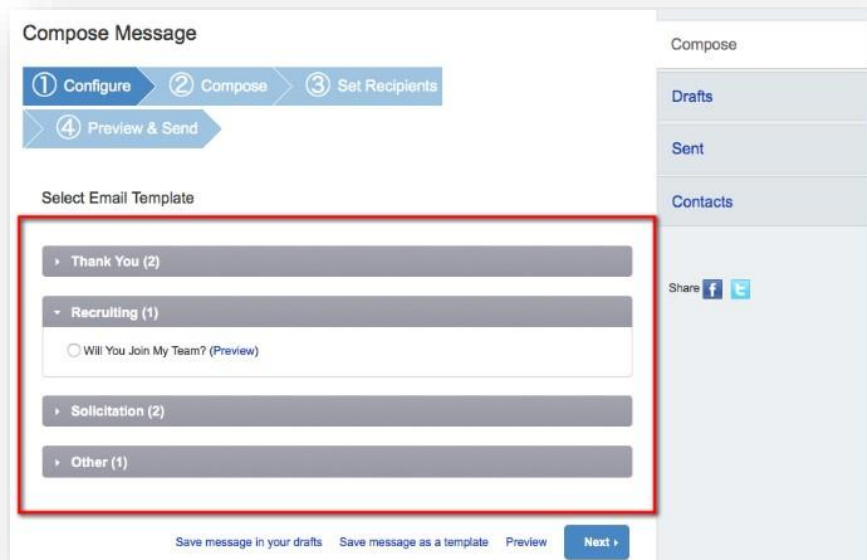 Compose Message
① Configure ② Compose ③ Set Recipients
④ Preview & Send
Select Email Template
Thank You (2)
Recruiting (1)
Will You Join My Team? (Preview)
Solicitation (2)
Other (1)
Save message in your drafts Save message as a template Preview Next
Compose
Drafts
Sent
Contacts
Share